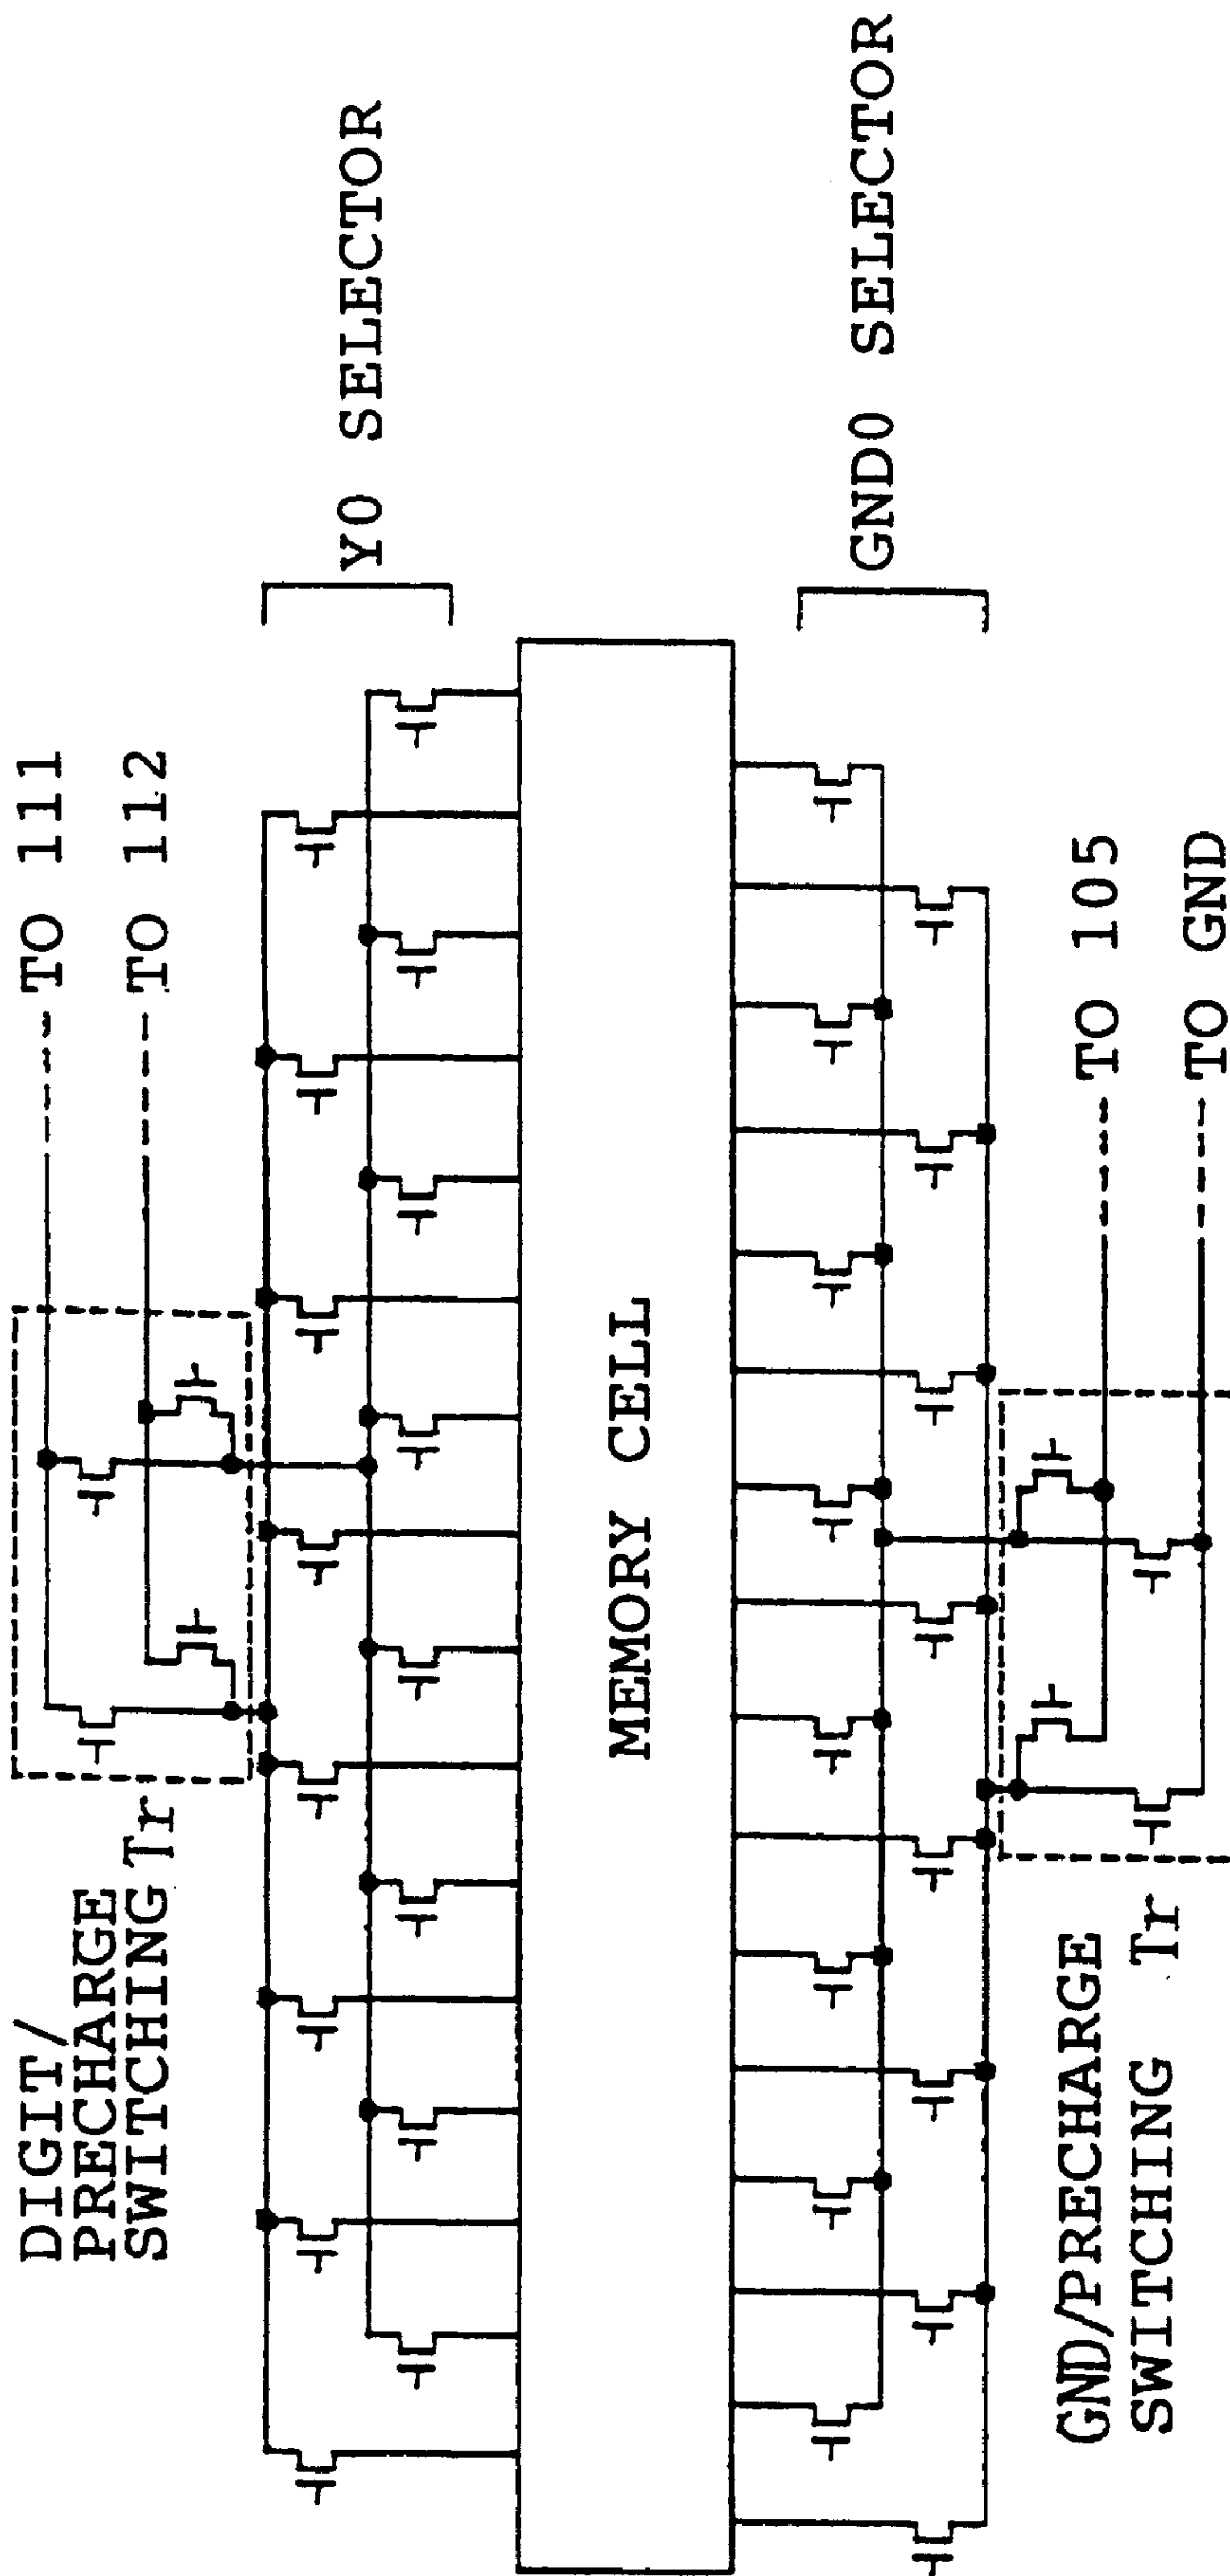 DIGIT/
PRECHARGE
SWITCHING Tr
TO 111
TO 112
Y0 SELECTOR
MEMORY CELL
GND0 SELECTOR
GND/PRECHARGE
SWITCHING Tr
TO 105
TO GND